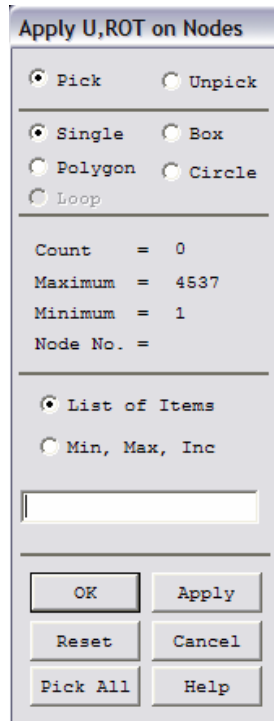 Apply U,ROT on Nodes
Pick Unpick
Single Box
Polygon Circle
Loop
Count = 0
Maximum = 4537
Minimum = 1
Node No. =
List of Items
Min, Max, Inc
OK Apply
Reset Cancel
Pick All Help